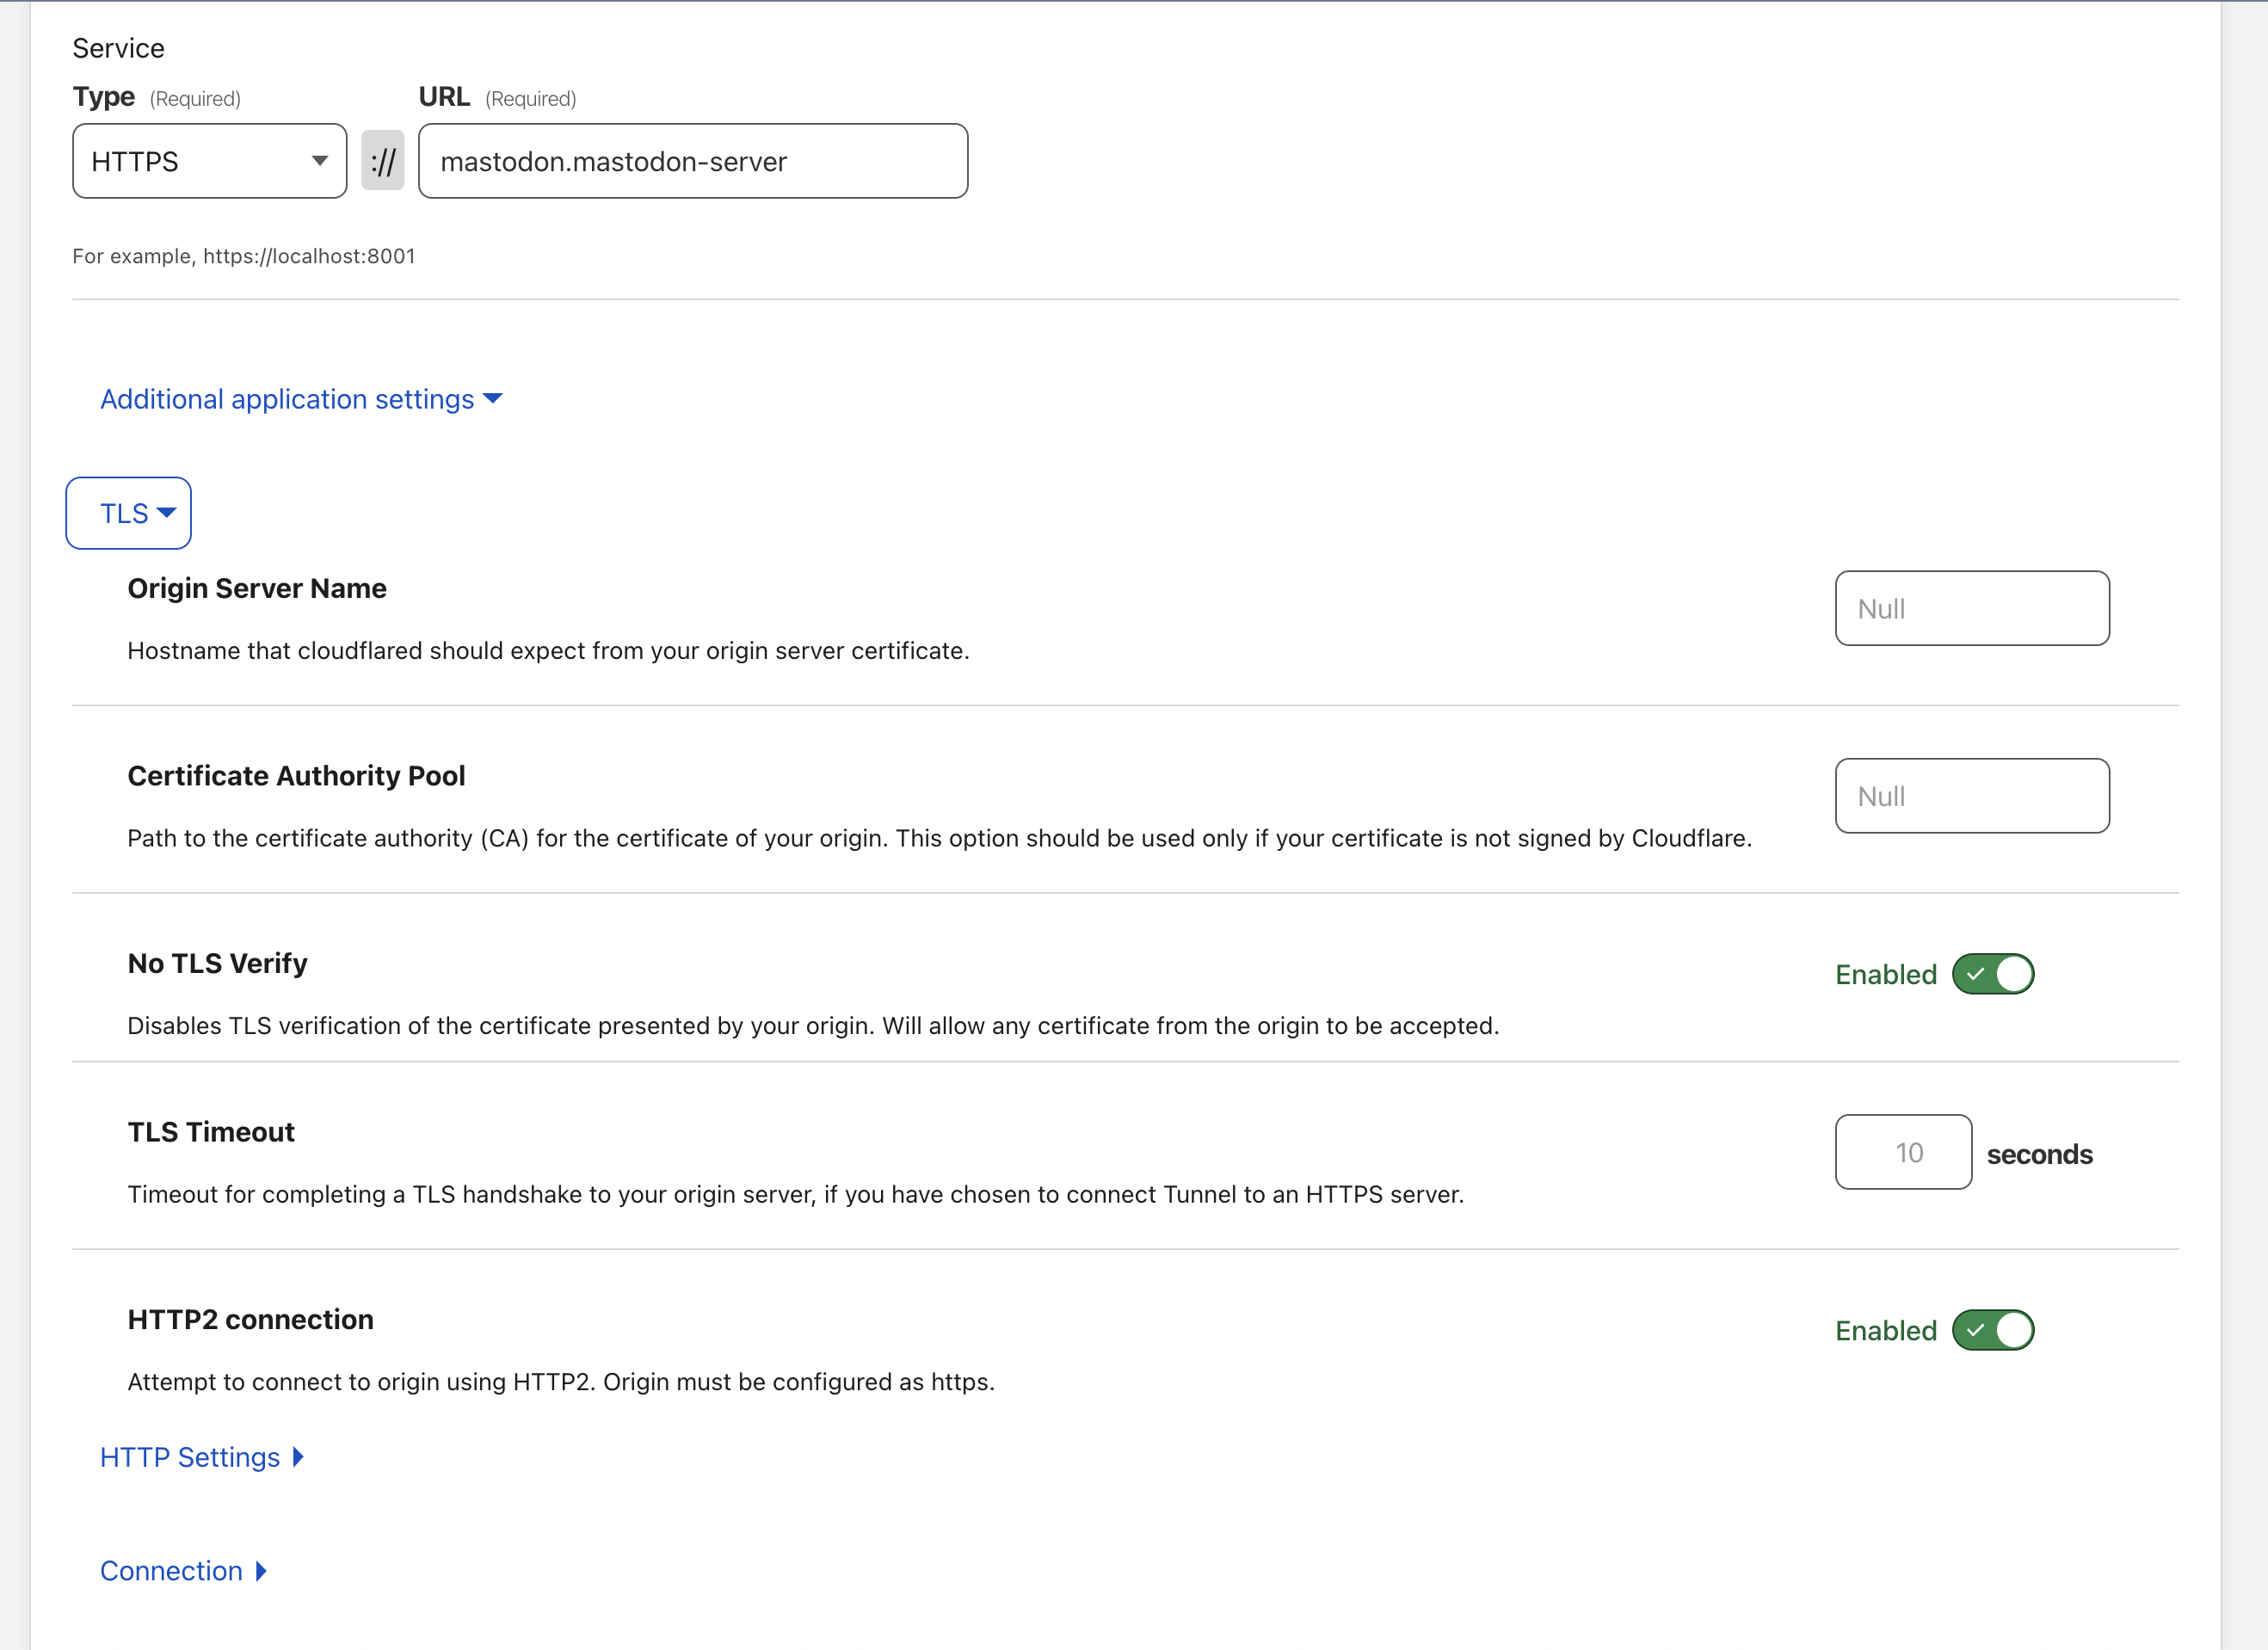 Service
Type (Required) URL (Required)
HTTPS :// mastodon.mastodon-server
For example, https://localhost:8001
Additional application settings
TLS
Origin Server Name
Null
Hostname that cloudflared should expect from your origin server certificate.
Certificate Authority Pool
Null
Path to the certificate authority (CA) for the certificate of your origin. This option should be used only if your certificate is not signed by Cloudflare.
No TLS Verify
Enabled
Disables TLS verification of the certificate presented by your origin. Will allow any certificate from the origin to be accepted.
TLS Timeout
10 seconds
Timeout for completing a TLS handshake to your origin server, if you have chosen to connect Tunnel to an HTTPS server.
HTTP2 connection
Enabled
Attempt to connect to origin using HTTP2. Origin must be configured as https.
HTTP Settings
Connection